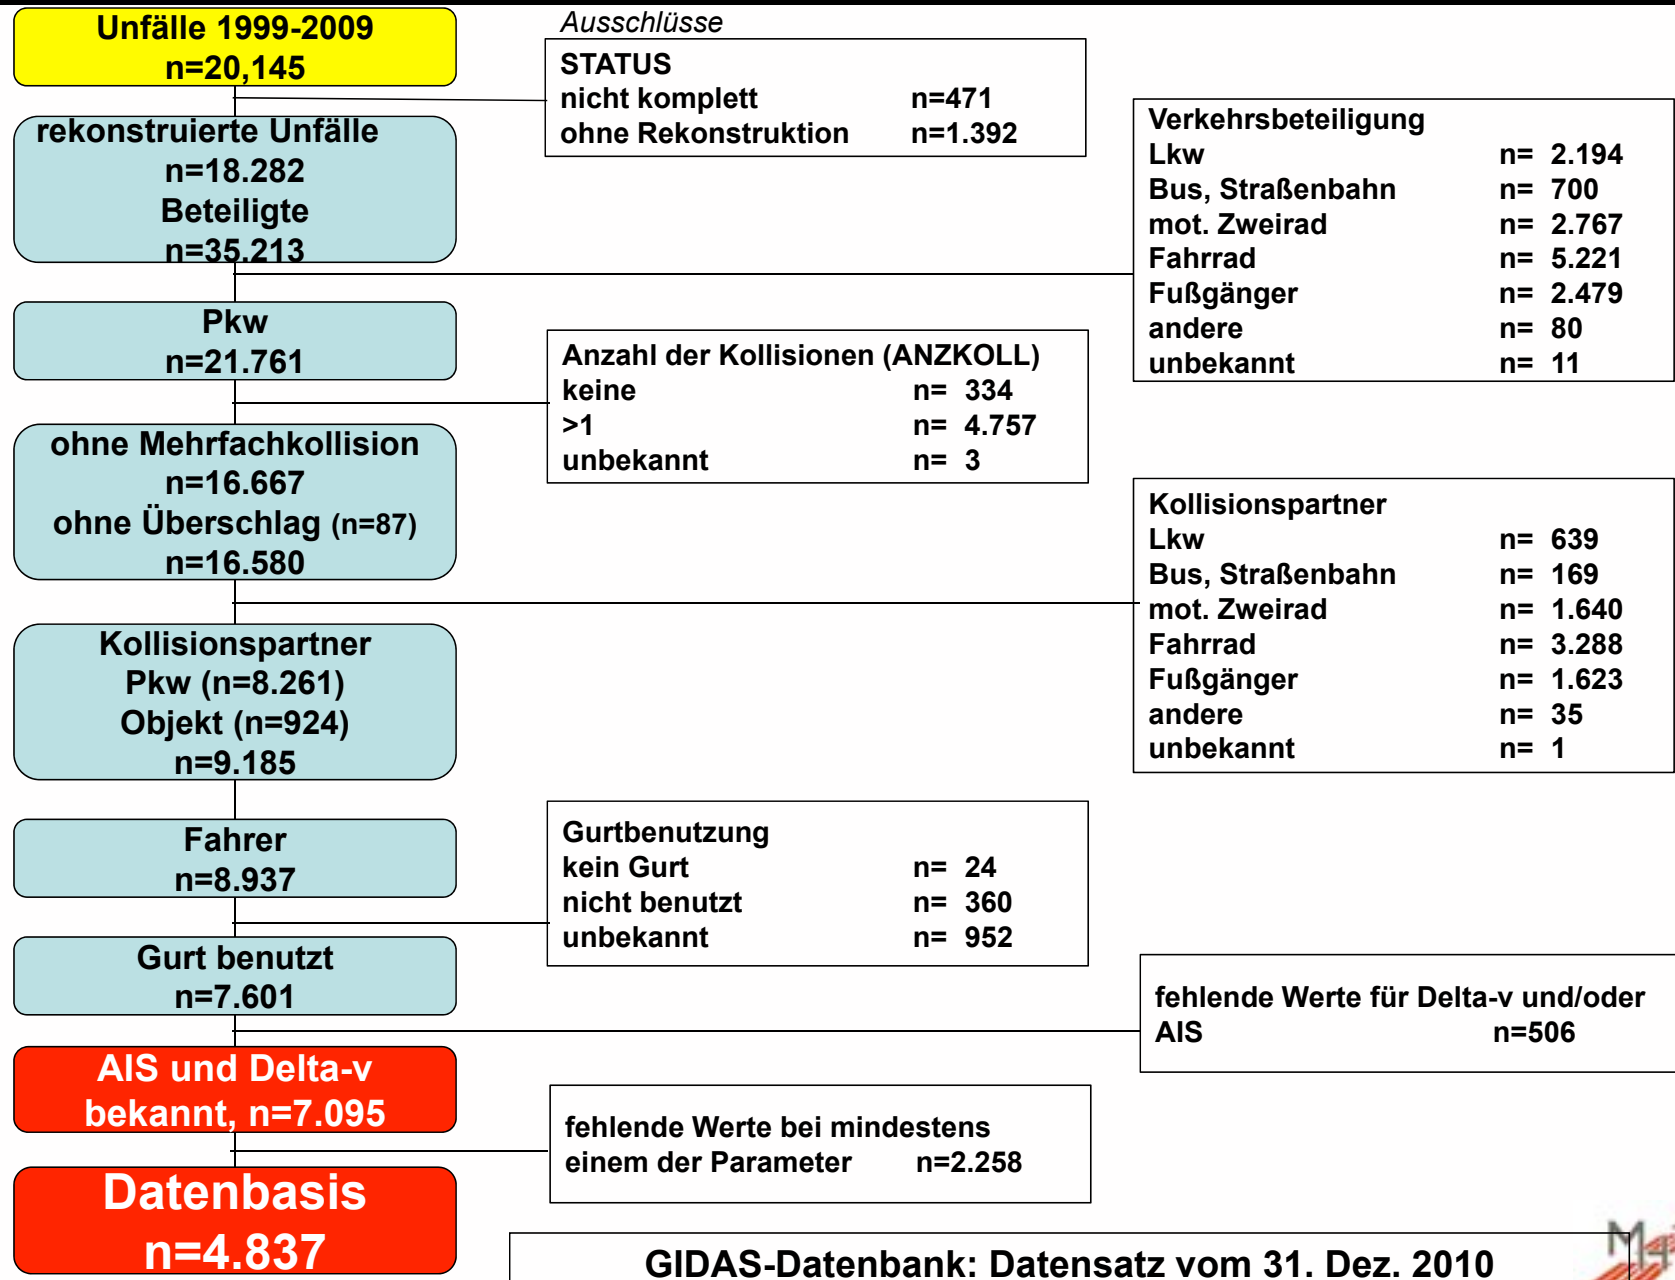 Unfälle 1999-2009
n=20,145
Ausschlüsse
STATUS
nicht komplett n=471
ohne Rekonstruktion n=1.392
rekonstruierte Unfälle
n=18.282
Beteiligte
n=35.213
Verkehrsbeteiligung
Lkw n= 2.194
Bus, Straßenbahn n= 700
mot. Zweirad n= 2.767
Fahrrad n= 5.221
Fußgänger n= 2.479
andere n= 80
unbekannt n= 11
Pkw
n=21.761
Anzahl der Kollisionen (ANZKOLL)
keine n= 334
>1 n= 4.757
unbekannt n= 3
ohne Mehrfachkollision
n=16.667
ohne Überschlag (n=87)
n=16.580
Kollisionspartner
Lkw n= 639
Bus, Straßenbahn n= 169
mot. Zweirad n= 1.640
Fahrrad n= 3.288
Fußgänger n= 1.623
andere n= 35
unbekannt n= 1
Kollisionspartner
Pkw (n=8.261)
Objekt (n=924)
n=9.185
Fahrer
n=8.937
Gurtbenutzung
kein Gurt n= 24
nicht benutzt n= 360
unbekannt n= 952
Gurt benutzt
n=7.601
fehlende Werte für Delta-v und/oder
AIS n=506
AIS und Delta-v
bekannt, n=7.095
fehlende Werte bei mindestens
einem der Parameter n=2.258
Datenbasis
n=4.837
GIDAS-Datenbank: Datensatz vom 31. Dez. 2010